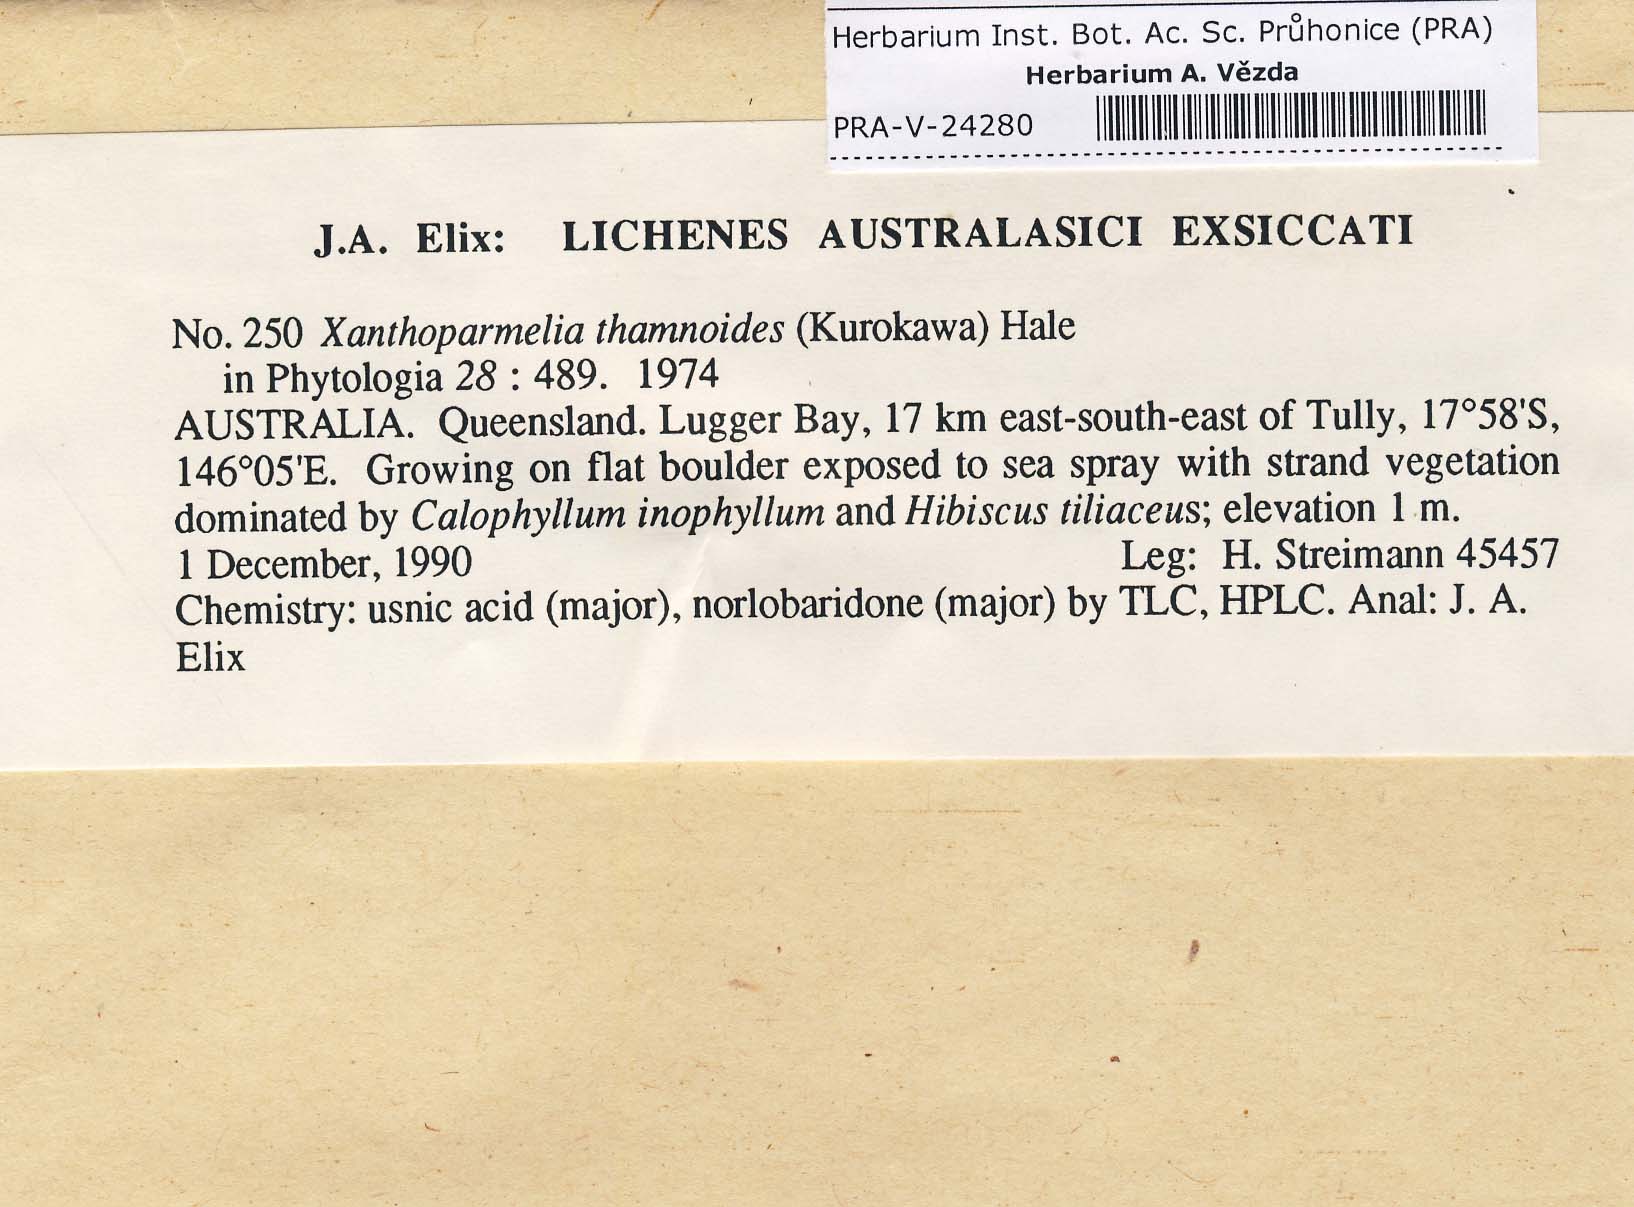 Herbarium Inst. Bot. Ac. Sc. Průhonice (PRA)
Herbarium A. Vězda
PRA-V-24280
J.A. Elix: LICHENES AUSTRALASICI EXSICCATI
No. 250 Xanthoparmelia thamnoides (Kurokawa) Hale
in Phytologia 28 : 489. 1974
AUSTRALIA. Queensland. Lugger Bay, 17 km east-south-east of Tully, 17°58'S,
146°05'E. Growing on flat boulder exposed to sea spray with strand vegetation
dominated by Calophyllum inophyllum and Hibiscus tiliaceus; elevation 1 m.
1 December, 1990 Leg: H. Streimann 45457
Chemistry: usnic acid (major), norlobaridone (major) by TLC, HPLC. Anal: J. A.
Elix